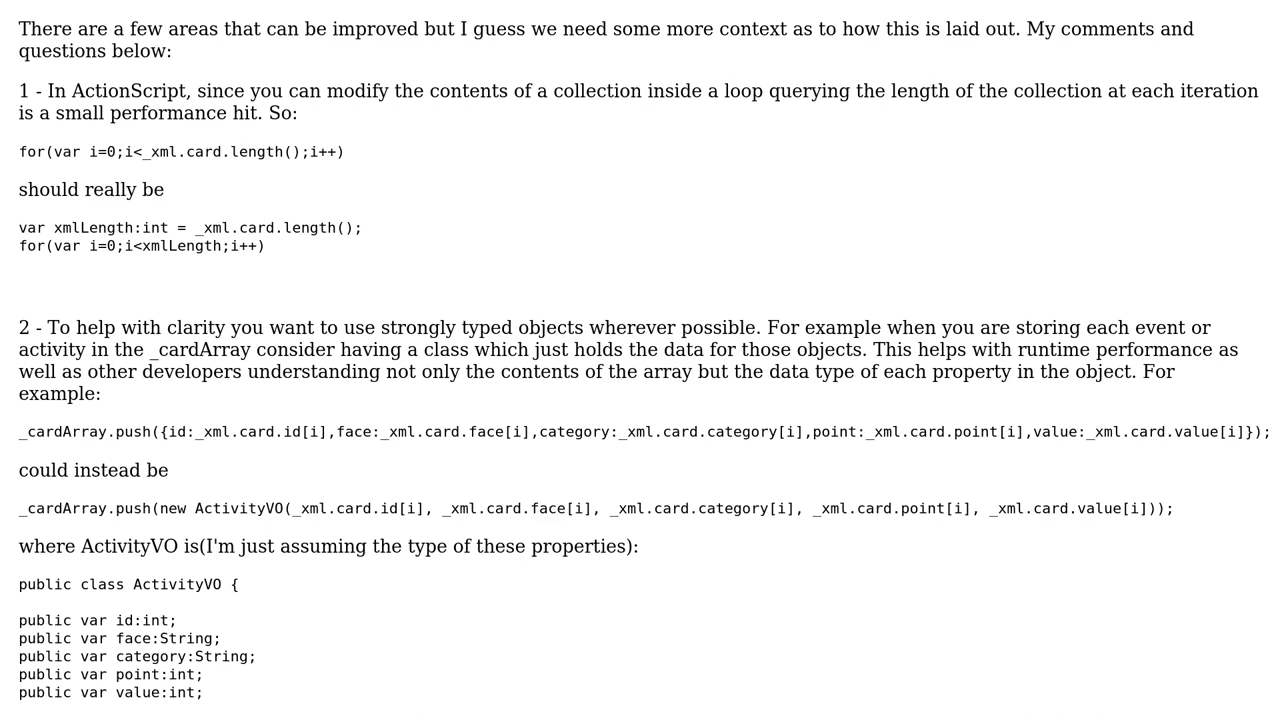 There are a few areas that can be improved but I guess we need some more context as to how this is laid out. My comments and
questions below:
1 - In ActionScript, since you can modify the contents of a collection inside a loop querying the length of the collection at each iteration
is a small performance hit. So:
for(var i=0;i<_xml.card.length();i++)
should really be
var xmlLength:int = _xml.card.length();
for(var i=0;i<xmlLength;i++)
2 - To help with clarity you want to use strongly typed objects wherever possible. For example when you are storing each event or
activity in the _cardArray consider having a class which just holds the data for those objects. This helps with runtime performance as
well as other developers understanding not only the contents of the array but the data type of each property in the object. For
example:
_cardArray.push({id:_xml.card.id[i],face:_xml.card.face[i],category:_xml.card.category[i],point:_xml.card.point[i],value:_xml.card.value[i]});
could instead be
_cardArray.push(new ActivityVO(_xml.card.id[i], _xml.card.face[i], _xml.card.category[i], _xml.card.point[i], _xml.card.value[i]));
where ActivityVO is(I'm just assuming the type of these properties):
public class ActivityVO {
public var id:int;
public var face:String;
public var category:String;
public var point:int;
public var value:int;